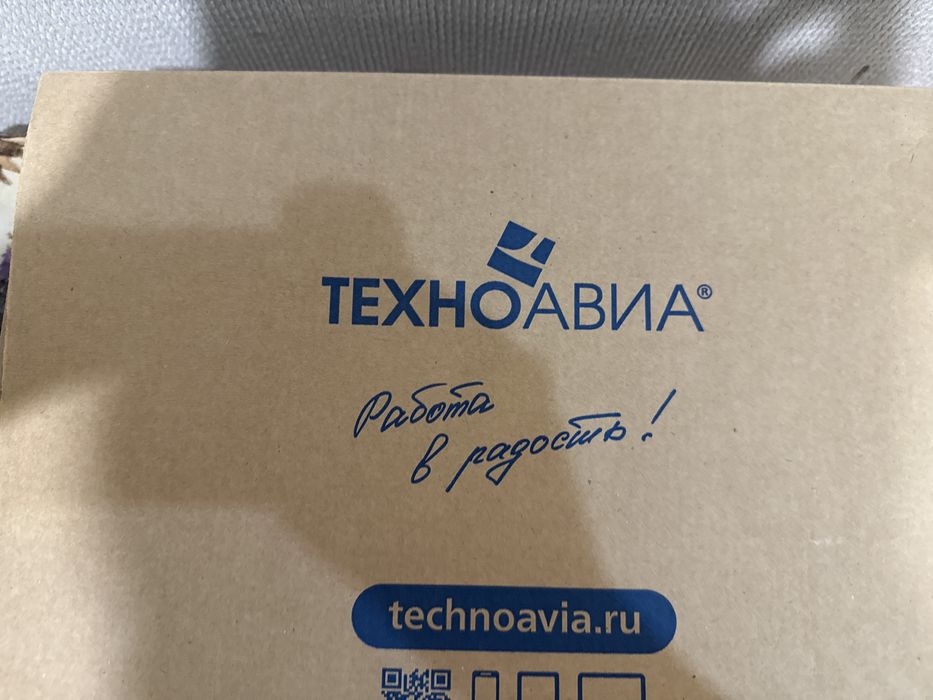 ТЕХНОАВИА®
Работа
в радость!
technoavia.ru